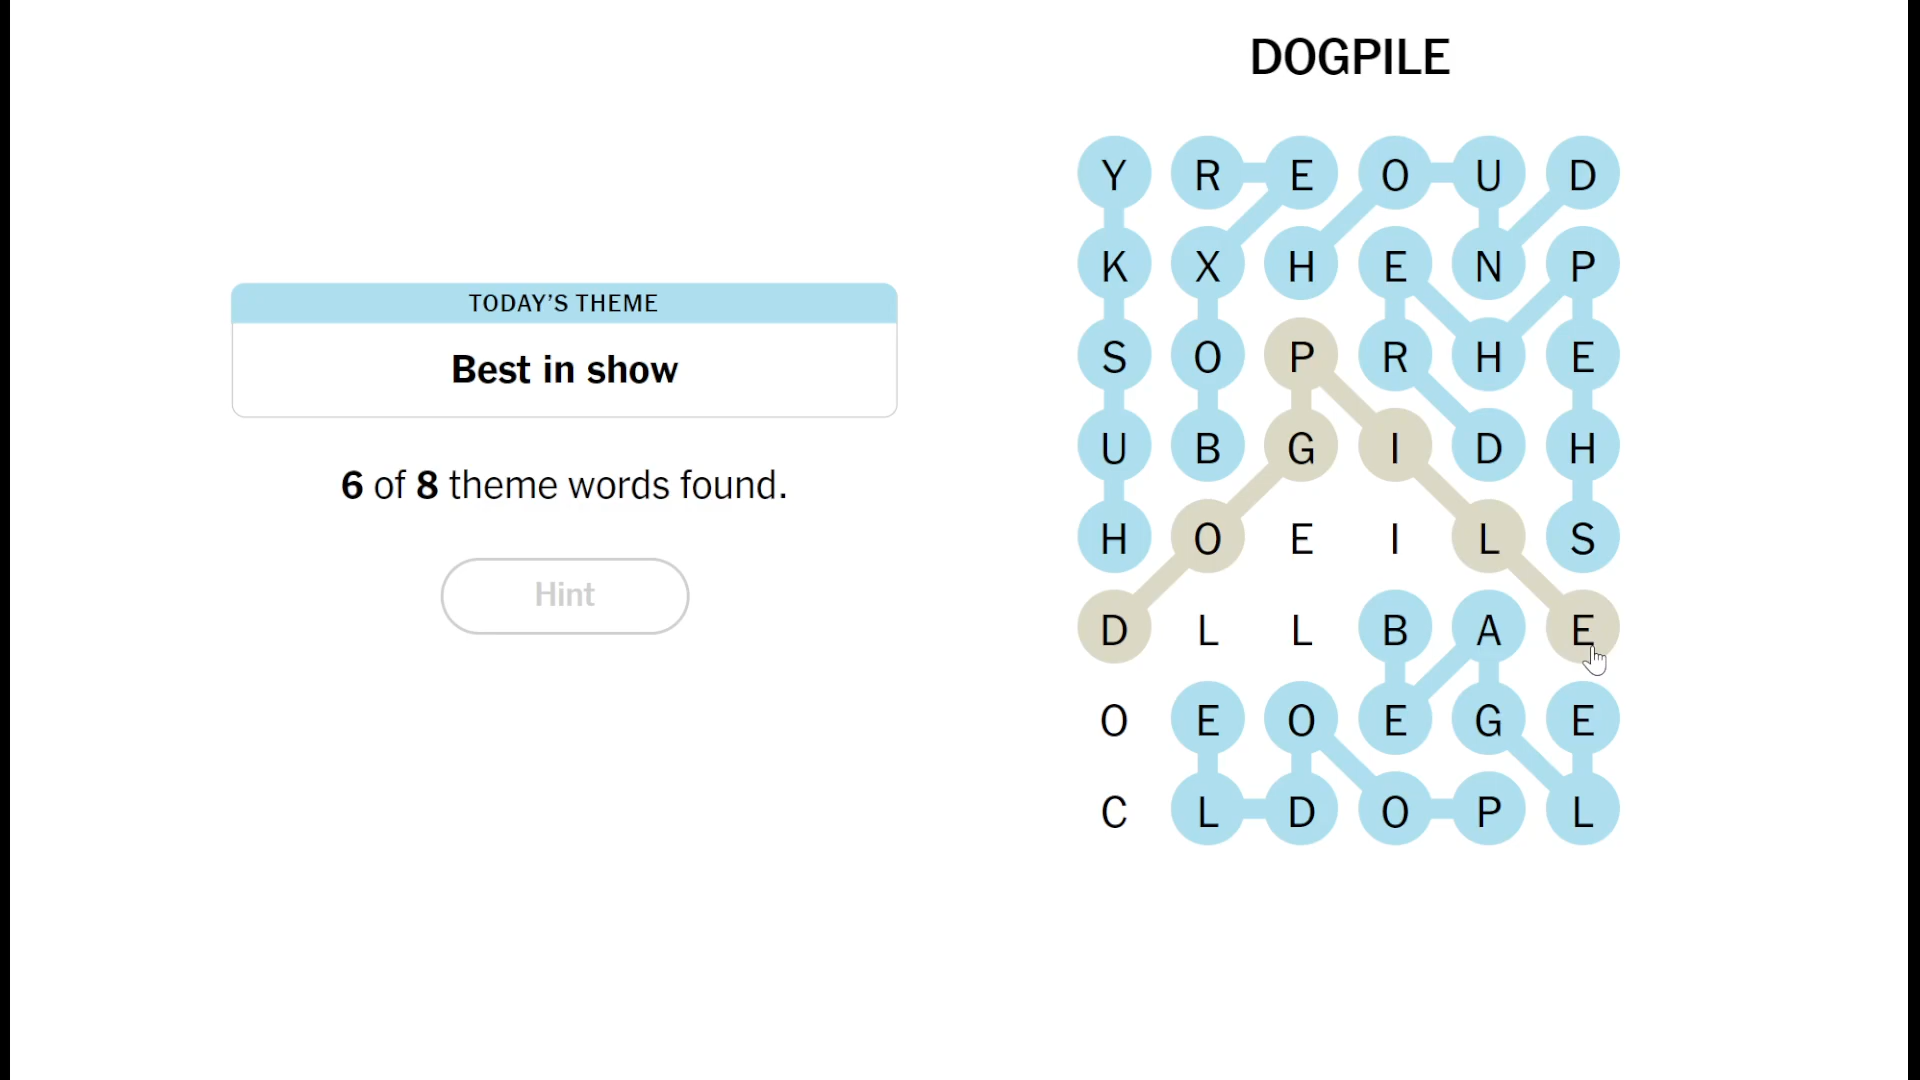 DOGPILE
TODAY'S THEME
Best in show
6 of 8 theme words found.
Hint
Y R E O U D
K X H E N P
S O P R H E
U B G I D H
H O E I L S
D L L B A E
O E O E G E
C L D O P L